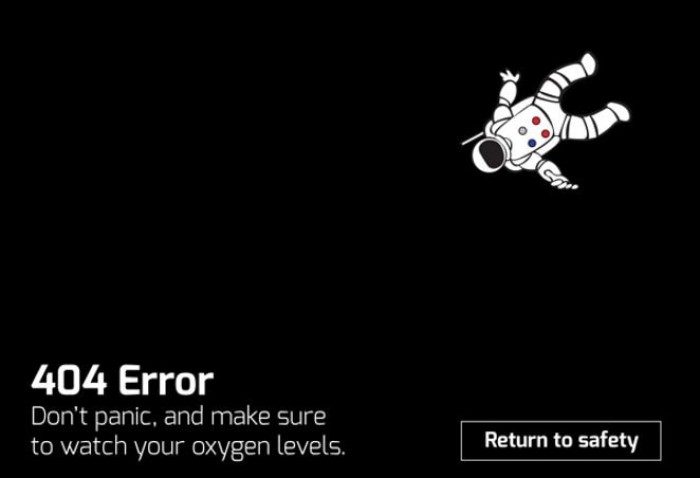 404 Error
Don't panic, and make sure
to watch your oxygen levels.
Return to safety